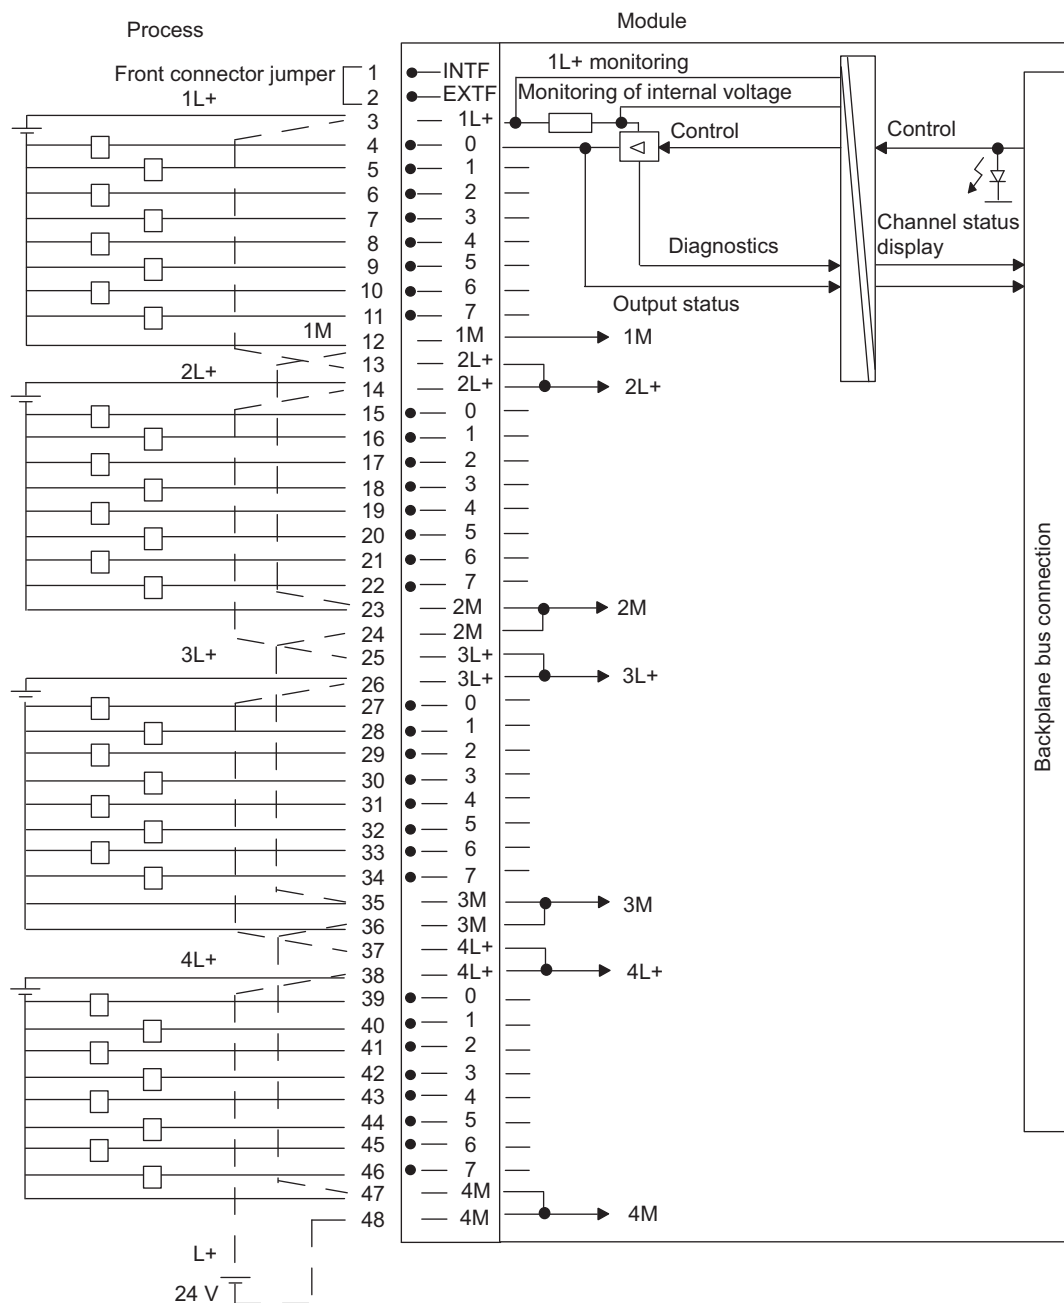 Process
Module
Front connector jumper
1L+
1 INTF
2 EXTF
3 1L+
4 0
5 1
6 2
7 3
8 4
9 5
10 6
11 7
1M
12 1M
13 2L+
2L+
14 2L+
15 0
16 1
17 2
18 3
19 4
20 5
21 6
22 7
23 2M
24 2M
3L+
25 3L+
26 3L+
27 0
28 1
29 2
30 3
31 4
32 5
33 6
34 7
35 3M
36 3M
37 4L+
4L+
38 4L+
39 0
40 1
41 2
42 3
43 4
44 5
45 6
46 7
47 4M
48 4M
L+
24 V
1L+ monitoring
Monitoring of internal voltage
Control
Control
Channel status
display
Diagnostics
Output status
1M
2L+
2M
3L+
3M
4L+
4M
Backplane bus connection